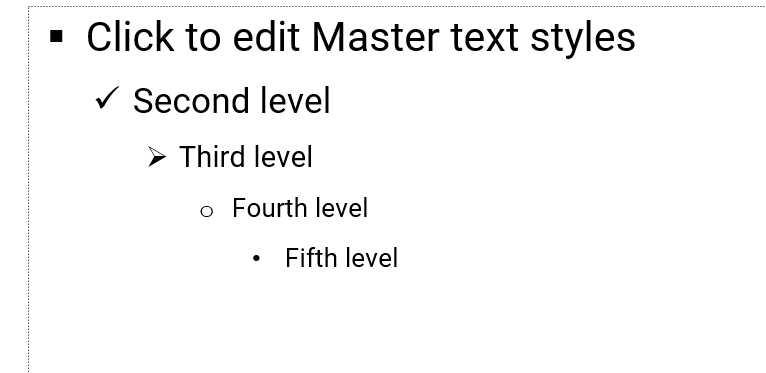 ▪ Click to edit Master text styles
✓ Second level
➢ Third level
o Fourth level
• Fifth level